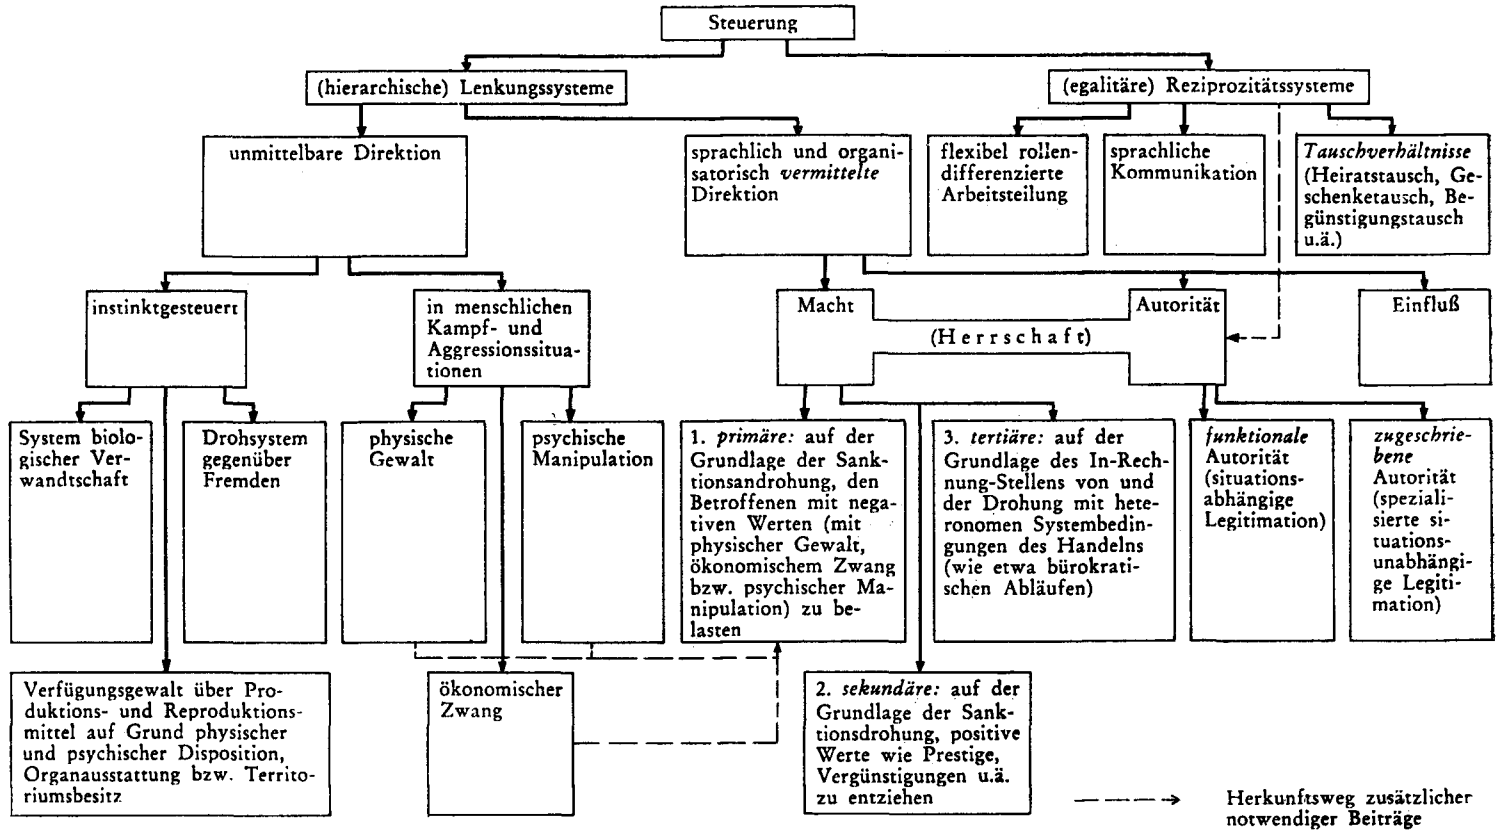 Steuerung
(hierarchische) Lenkungssysteme
(egalitäre) Reziprozitätssysteme
unmittelbare Direktion
sprachlich und organi-
satorisch vermittelte
Direktion
flexibel rollen-
differenzierte
Arbeitsteilung
sprachliche
Kommunikation
Tauschverhältnisse
(Heiratstausch, Ge-
schenketausch, Be-
günstigungstausch
u.ä.)
instinktgesteuert
in menschlichen
Kampf- und
Aggressionssitua-
tionen
Macht
(Herrschaft)
Autorität
Einfluß
System biolo-
gischer Ver-
wandtschaft
Drohsystem
gegenüber
Fremden
physische
Gewalt
psychische
Manipulation
1. primäre: auf der
Grundlage der Sank-
tionsandrohung, den
Betroffenen mit nega-
tiven Werten (mit
physischer Gewalt,
ökonomischem Zwang
bzw. psychischer Ma-
nipulation) zu be-
lasten
3. tertiäre: auf der
Grundlage des In-Rech-
nung-Stellens von und
der Drohung mit hete-
ronomen Systembedin-
gungen des Handelns
(wie etwa bürokrati-
schen Abläufen)
funktionale
Autorität
(situations-
abhängige
Legitimation)
zugeschrie-
bene
Autorität
(speziali-
sierte si-
tuations-
unabhängi-
ge Legiti-
mation)
Verfügungsgewalt über Pro-
duktions- und Reproduktions-
mittel auf Grund physischer
und psychischer Disposition,
Organausstattung bzw. Territo-
riumsbesitz
ökonomischer
Zwang
2. sekundäre: auf der
Grundlage der Sank-
tionsdrohung, positive
Werte wie Prestige,
Vergünstigungen u.ä.
zu entziehen
Herkunftsweg zusätzlicher
notwendiger Beiträge